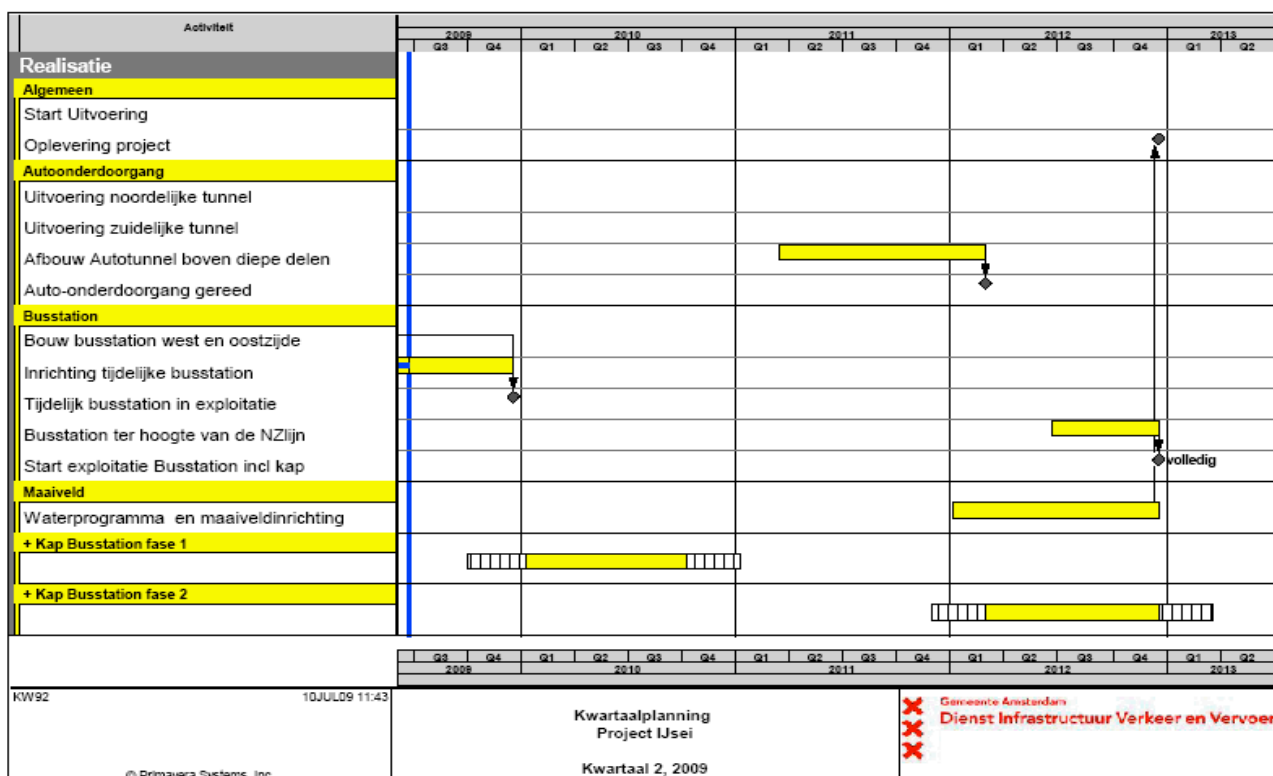 Activiteit
2009 2010 2011 2012 2013
Q3 Q4 Q1 Q2 Q3 Q4 Q1 Q2 Q3 Q4 Q1 Q2 Q3 Q4 Q1 Q2
Realisatie
Algemeen
Start Uitvoering
Oplevering project
Autoonderdoorgang
Uitvoering noordelijke tunnel
Uitvoering zuidelijke tunnel
Afbouw Autotunnel boven diepe delen
Auto-onderdoorgang gereed
Busstation
Bouw busstation west en oostzijde
Inrichting tijdelijke busstation
Tijdelijk busstation in exploitatie
Busstation ter hoogte van de NZlijn
Start exploitatie Busstation incl kap
volledig
Maaiveld
Waterprogramma en maaiveldinrichting
+ Kap Busstation fase 1
+ Kap Busstation fase 2
Q3 Q4 Q1 Q2 Q3 Q4 Q1 Q2 Q3 Q4 Q1 Q2 Q3 Q4 Q1 Q2
2009 2010 2011 2012 2013
KW92 10JUL09 11:43
© Primavera Systems, Inc
Kwartaalplanning
Project IJsei
Kwartaal 2, 2009
Gemeente Amsterdam
Dienst Infrastructuur Verkeer en Vervoer